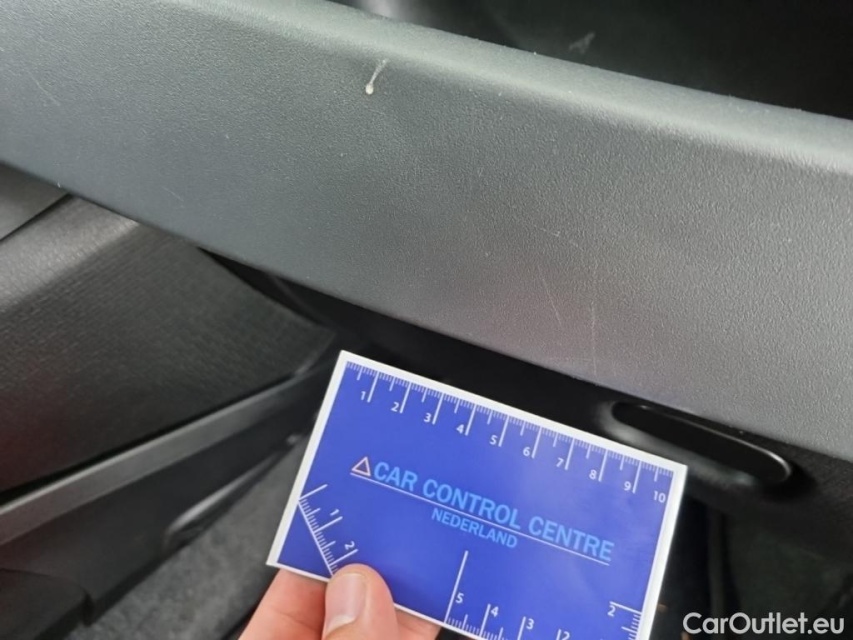 1 2 3 4 5 6 7 8 9 10
CAR CONTROL CENTRE
NEDERLAND
1
2
5 4 3 2
2
CarOutlet.eu